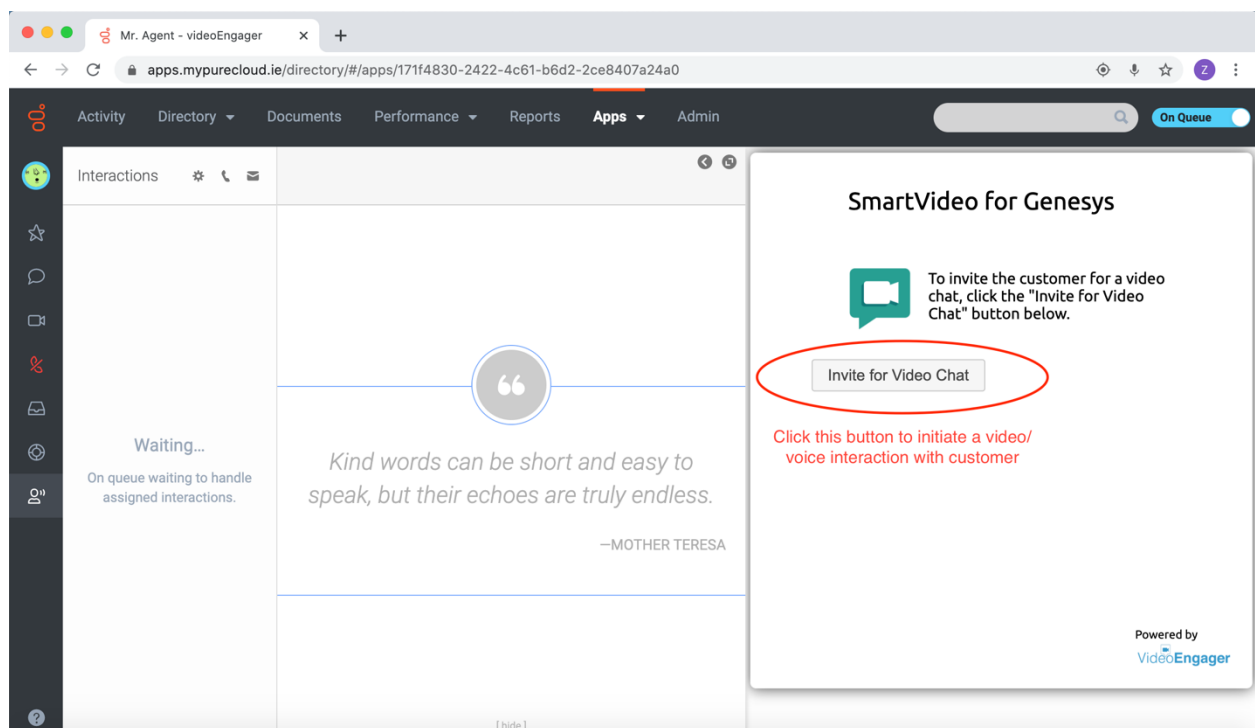 Mr. Agent - videoEngager
apps.mypurecloud.ie/directory/#/apps/171f4830-2422-4c61-b6d2-2ce8407a24a0
Z
Activity
Directory
Documents
Performance
Reports
Apps
Admin
On Queue
Interactions
Waiting...
On queue waiting to handle
assigned interactions.
Kind words can be short and easy to
speak, but their echoes are truly endless.
—MOTHER TERESA
[ hide ]
SmartVideo for Genesys
To invite the customer for a video
chat, click the "Invite for Video
Chat" button below.
Invite for Video Chat
Click this button to initiate a video/
voice interaction with customer
Powered by
VideoEngager